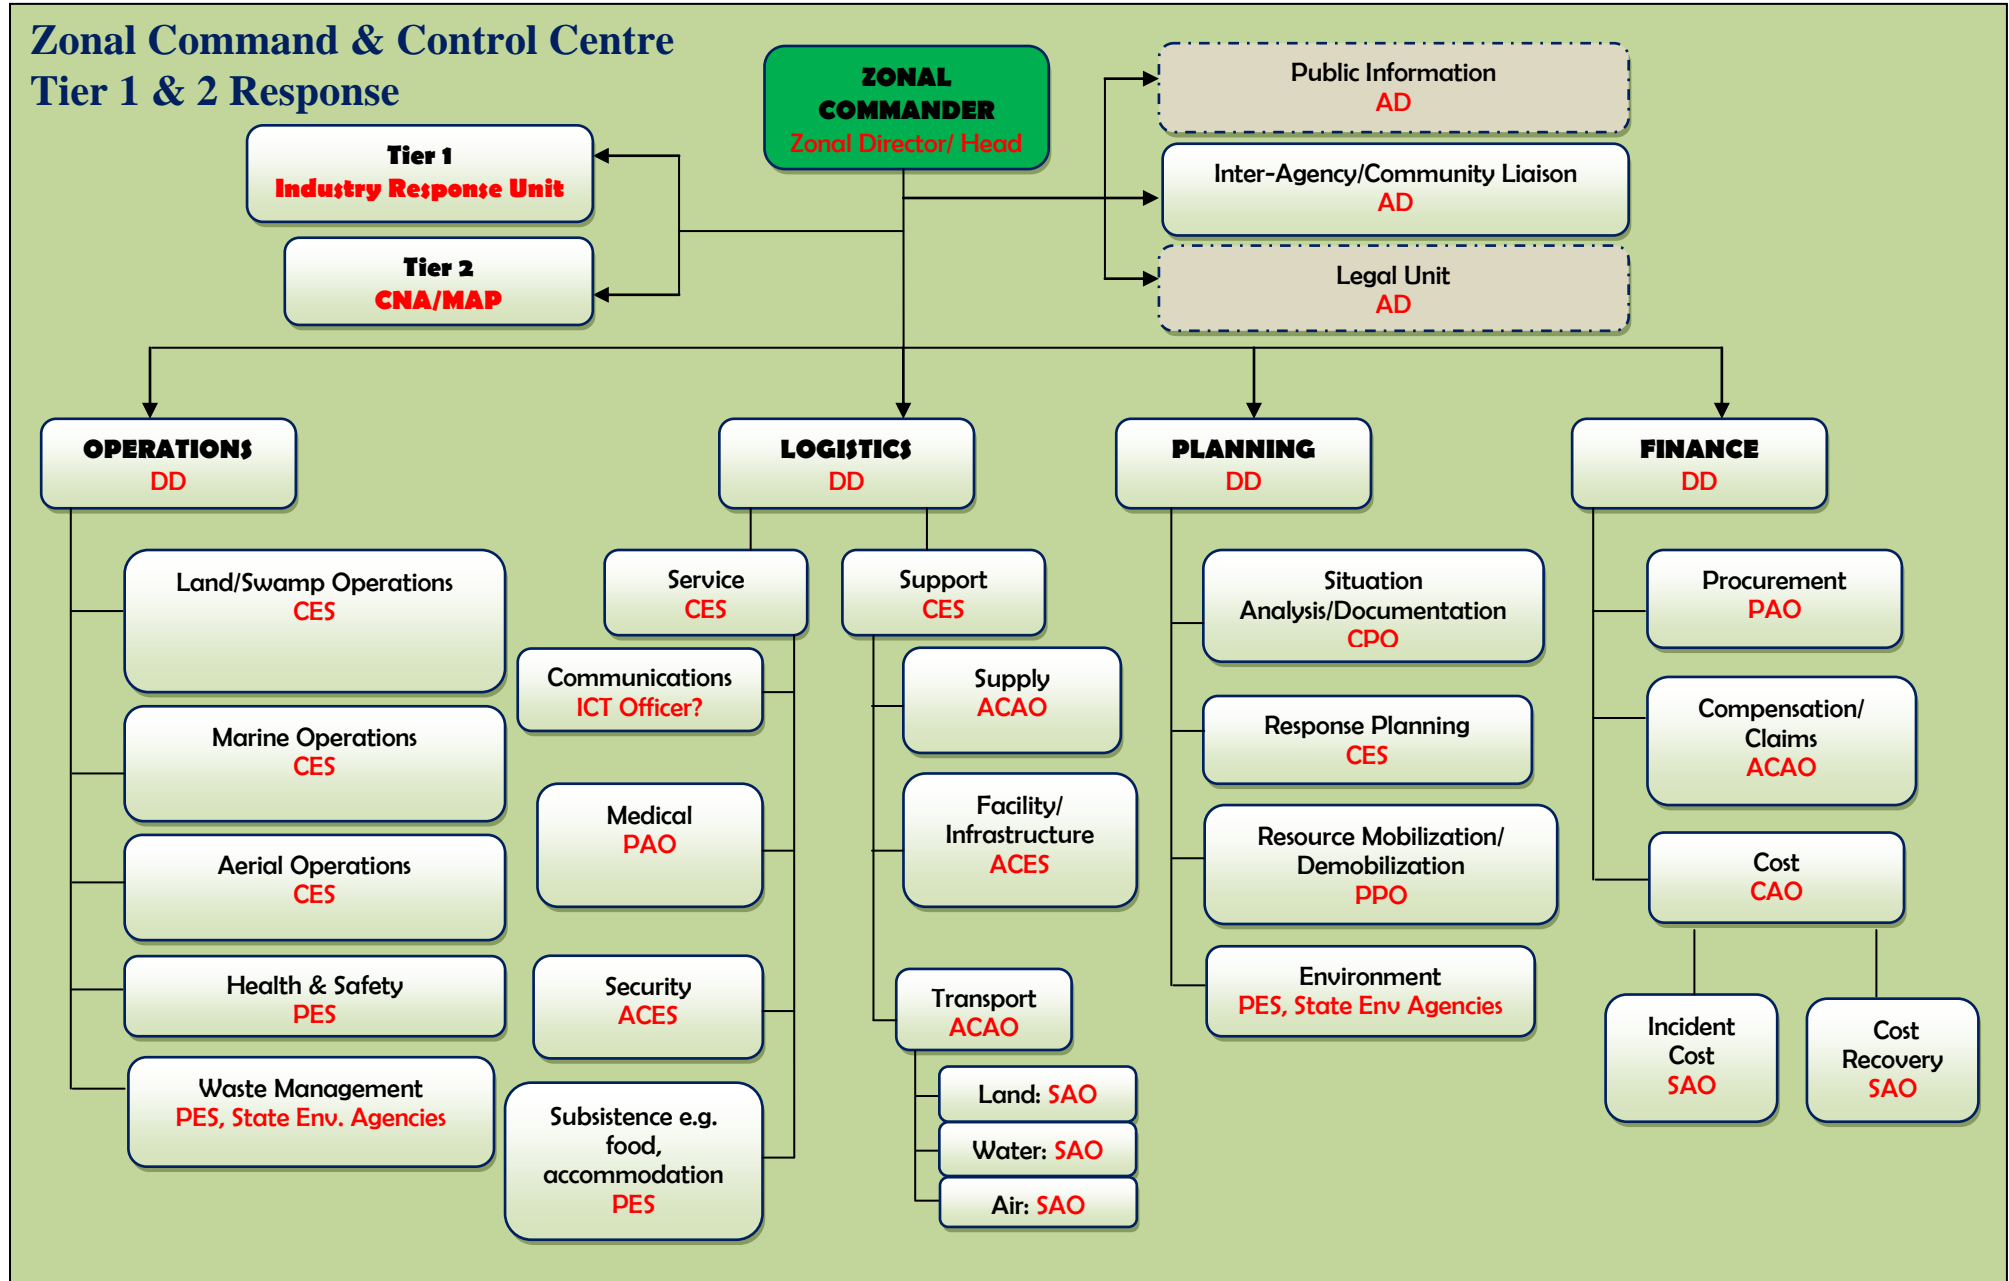 Zonal Command & Control Centre
Tier 1 & 2 Response
ZONAL
COMMANDER
Zonal Director/ Head
Public Information
AD
Tier 1
Industry Response Unit
Inter-Agency/Community Liaison
AD
Tier 2
CNA/MAP
Legal Unit
AD
OPERATIONS
DD
LOGISTICS
DD
PLANNING
DD
FINANCE
DD
Land/Swamp Operations
CES
Marine Operations
CES
Aerial Operations
CES
Health & Safety
PES
Waste Management
PES, State Env. Agencies
Service
CES
Communications
ICT Officer?
Medical
PAO
Security
ACES
Subsistence e.g.
food,
accommodation
PES
Support
CES
Supply
ACAO
Facility/
Infrastructure
ACES
Transport
ACAO
Land: SAO
Water: SAO
Air: SAO
Situation
Analysis/Documentation
CPO
Response Planning
CES
Resource Mobilization/
Demobilization
PPO
Environment
PES, State Env Agencies
Procurement
PAO
Compensation/
Claims
ACAO
Cost
CAO
Incident
Cost
SAO
Cost
Recovery
SAO